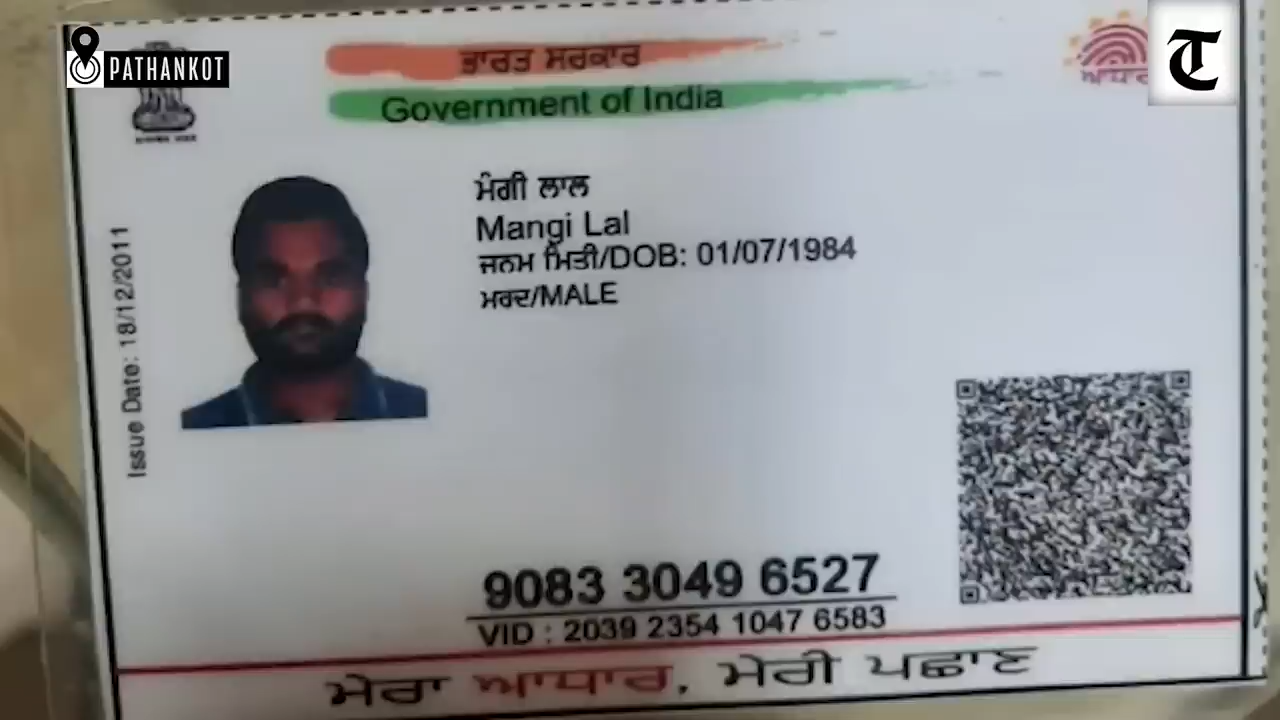 PATHANKOT
ਭਾਰਤ ਸਰਕਾਰ
Government of India
ਆਧਾਰ
T
ਮੰਗੀ ਲਾਲ
Mangi Lal
ਜਨਮ ਮਿਤੀ/DOB: 01/07/1984
ਮਰਦ/MALE
Issue Date: 18/12/2011
9083 3049 6527
VID : 2039 2354 1047 6583
ਮੇਰਾ ਆਧਾਰ, ਮੇਰੀ ਪਛਾਣ